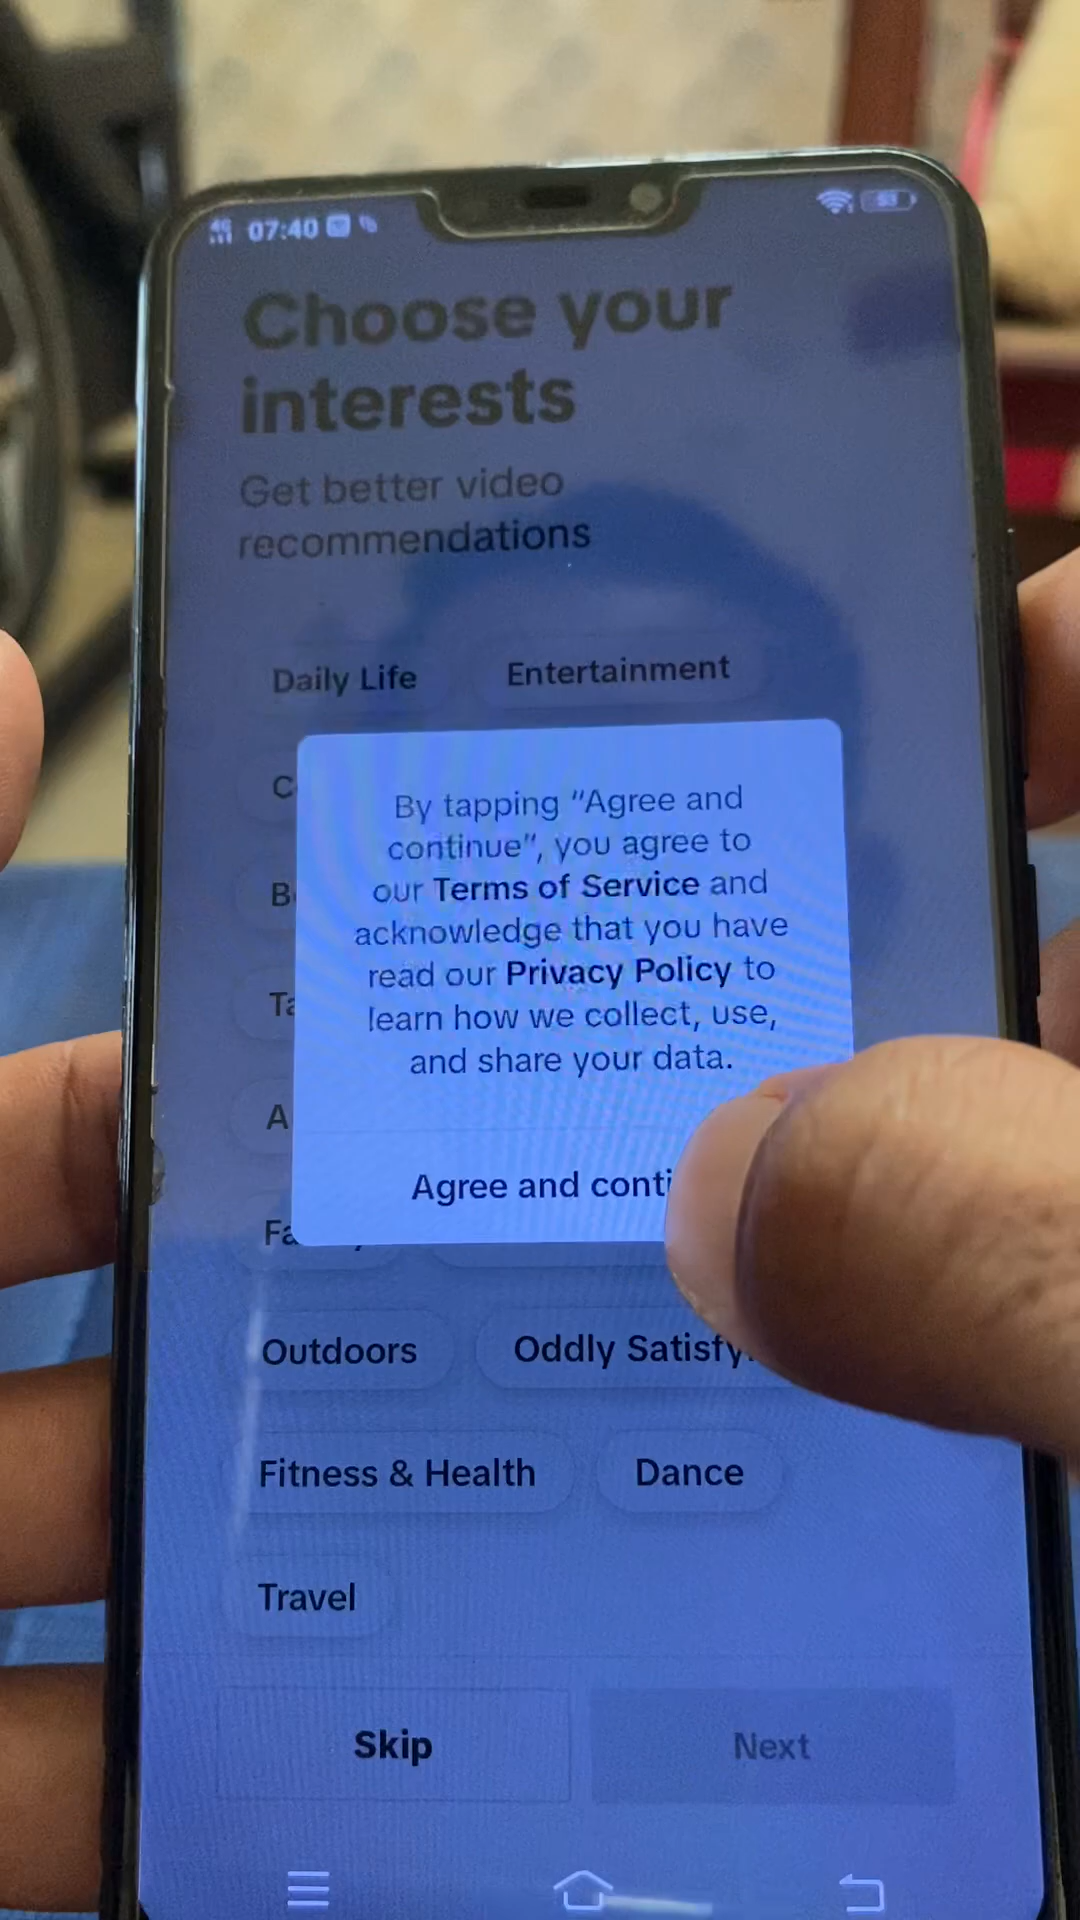 4G 07:40
Choose your
interests
Get better video
recommendations
Daily Life Entertainment
By tapping "Agree and
continue", you agree to
our Terms of Service and
acknowledge that you have
read our Privacy Policy to
learn how we collect, use,
and share your data.
Agree and conti
Outdoors Oddly Satisfy
Fitness & Health Dance
Travel
Skip Next